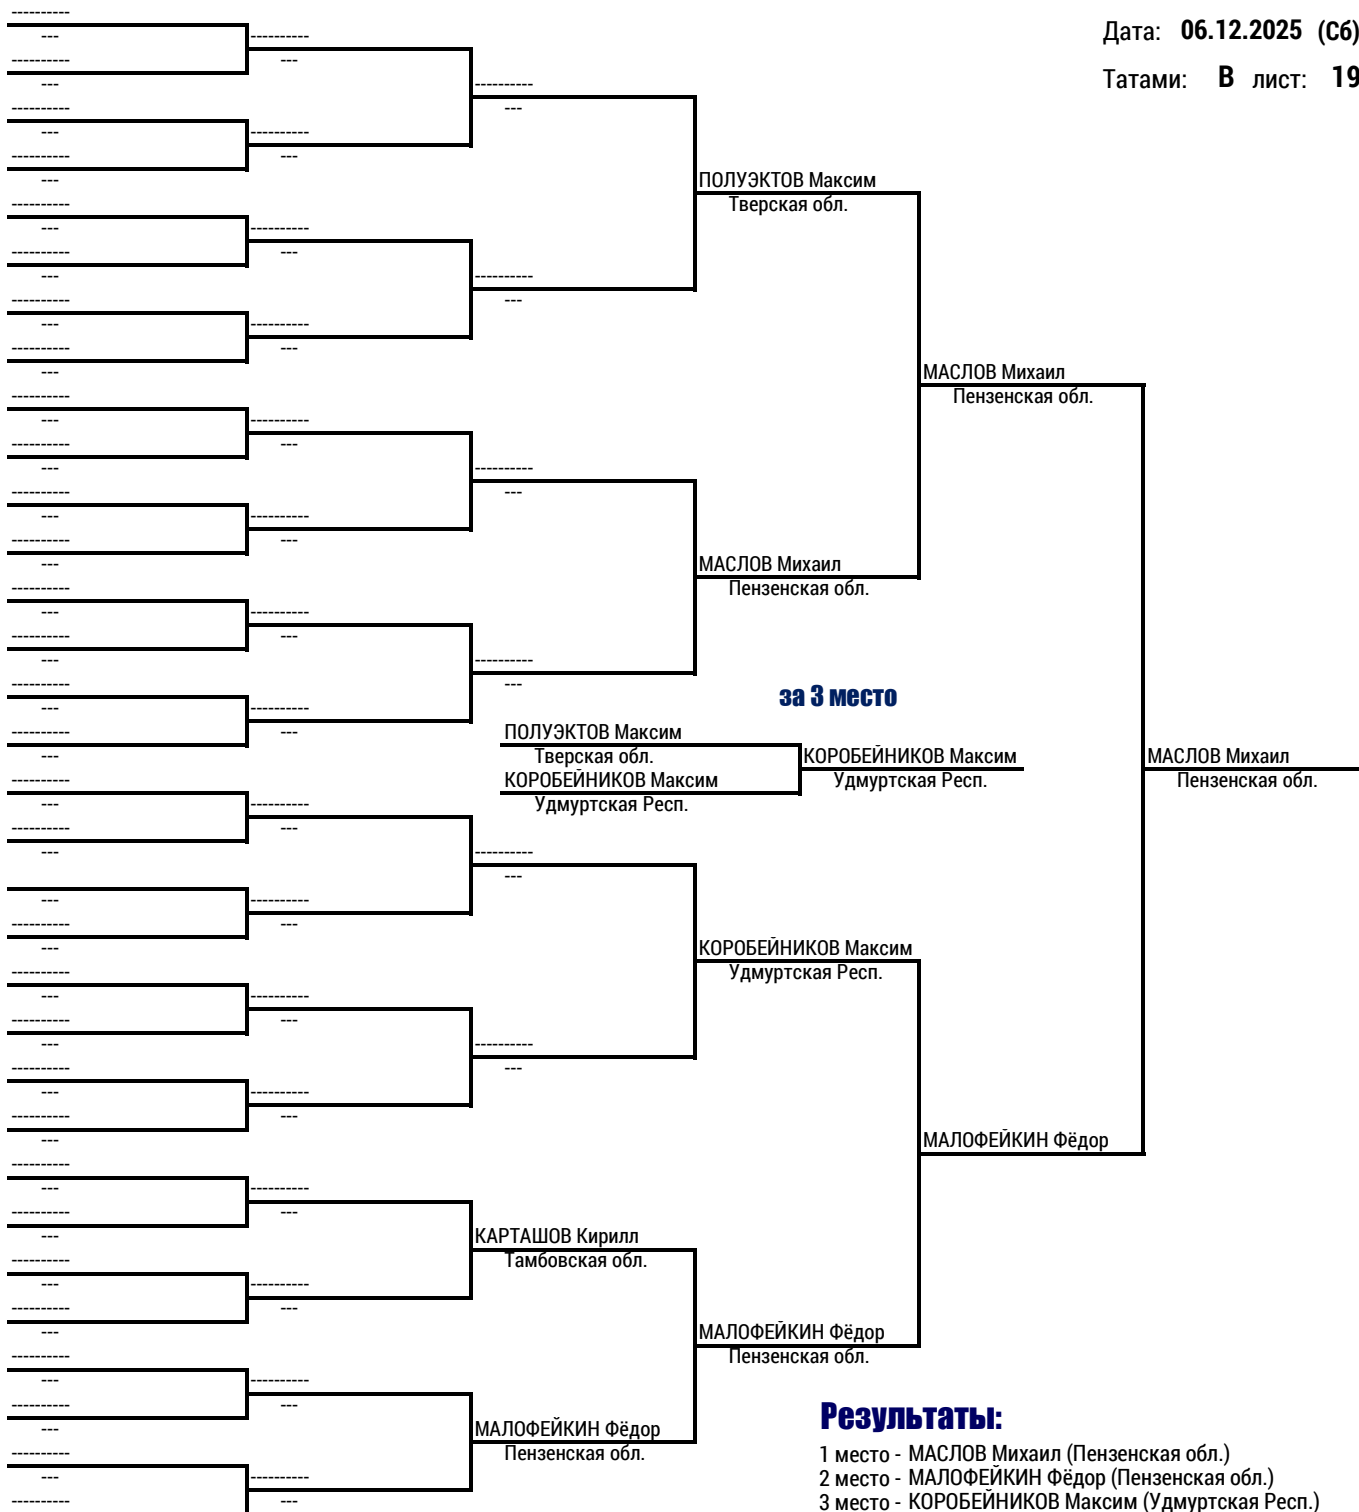 Дата: 06.12.2025 (Сб)
Татами: B лист: 19
ПОЛУЭКТОВ Максим
Тверская обл.
МАСЛОВ Михаил
Пензенская обл.
МАСЛОВ Михаил
Пензенская обл.
за 3 место
ПОЛУЭКТОВ Максим
Тверская обл.
КОРОБЕЙНИКОВ Максим
Удмуртская Респ.
КОРОБЕЙНИКОВ Максим
Удмуртская Респ.
МАСЛОВ Михаил
Пензенская обл.
КОРОБЕЙНИКОВ Максим
Удмуртская Респ.
МАЛОФЕЙКИН Фёдор
КАРТАШОВ Кирилл
Тамбовская обл.
МАЛОФЕЙКИН Фёдор
Пензенская обл.
МАЛОФЕЙКИН Фёдор
Пензенская обл.
Результаты:
1 место - МАСЛОВ Михаил (Пензенская обл.)
2 место - МАЛОФЕЙКИН Фёдор (Пензенская обл.)
3 место - КОРОБЕЙНИКОВ Максим (Удмуртская Респ.)